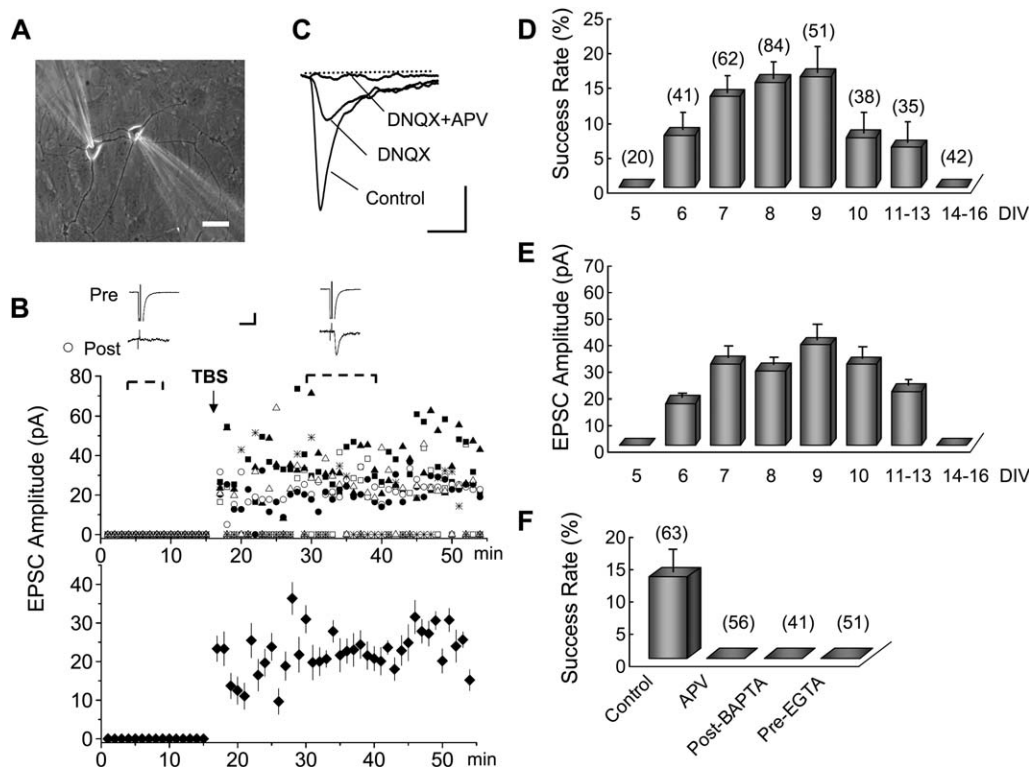 A
C
DNQX+APV
DNQX
Control
B
Pre
Post
TBS
EPSC Amplitude (pA)
80
60
40
20
0
0 10 20 30 40 50 min
40
30
20
10
0
0 10 20 30 40 50 min
D
Success Rate (%)
25
20
15
10
5
0
(20) (41) (62) (84) (51) (38) (35) (42)
5 6 7 8 9 10 11-13 14-16 DIV
E
EPSC Amplitude (pA)
70
60
50
40
30
20
10
0
5 6 7 8 9 10 11-13 14-16 DIV
F
Success Rate (%)
20
15
10
5
0
(63) (56) (41) (51)
Control
APV
Post-BAPTA
Pre-EGTA